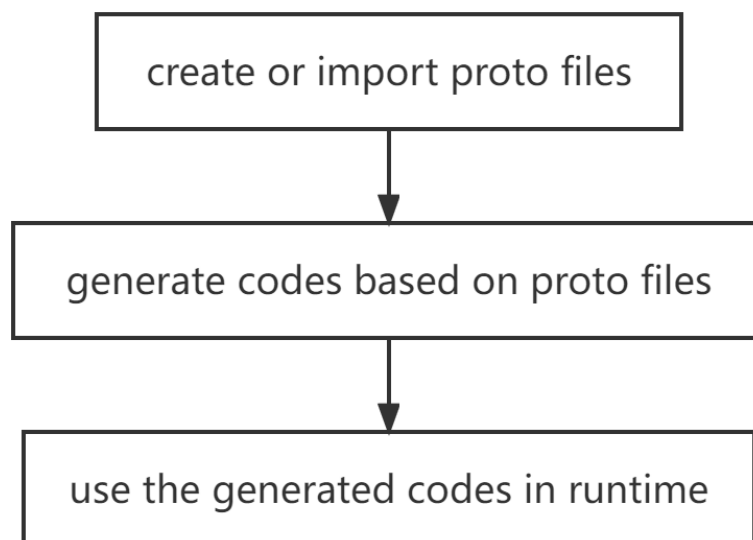 create or import proto files
generate codes based on proto files
use the generated codes in runtime